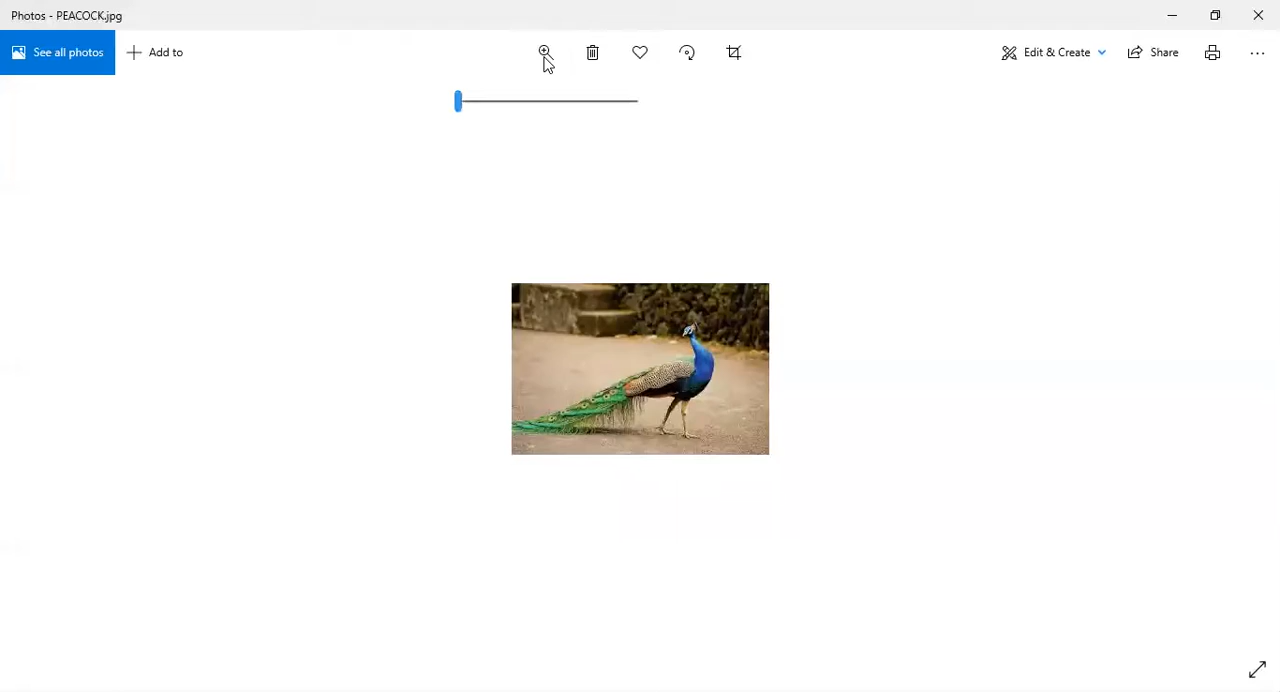 Photos - PEACOCK.jpg
See all photos
Add to
Edit & Create
Share